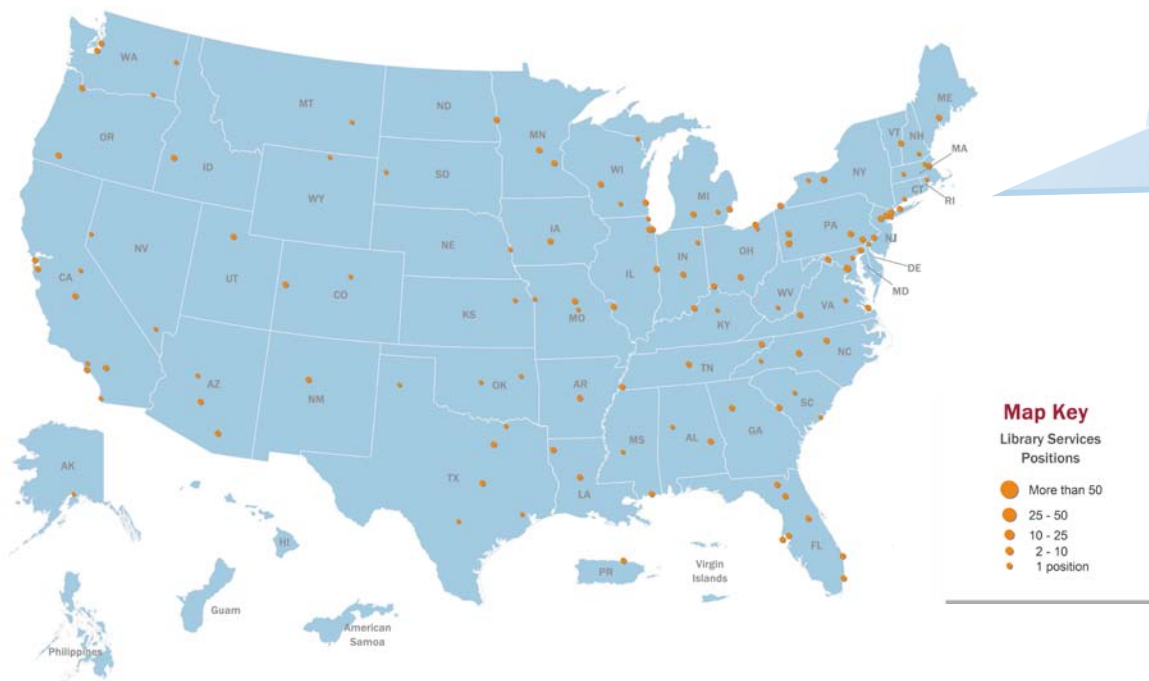 WA
MT
ND
ME
OR
MN
VT
NH
ID
SO
WI
NY
MA
WY
MI
CT
RI
IA
PA
NV
NE
NJ
OH
UT
IL
IN
DE
CA
CO
WV
MD
KS
MO
VA
KY
NC
TN
AZ
NM
OK
AR
SC
MS
AL
GA
TX
LA
AK
HI
FL
PR
Virgin
Islands
Guam
American
Samoa
Philippines
Map Key
Library Services
Positions
More than 50
25 - 50
10 - 25
2 - 10
1 position